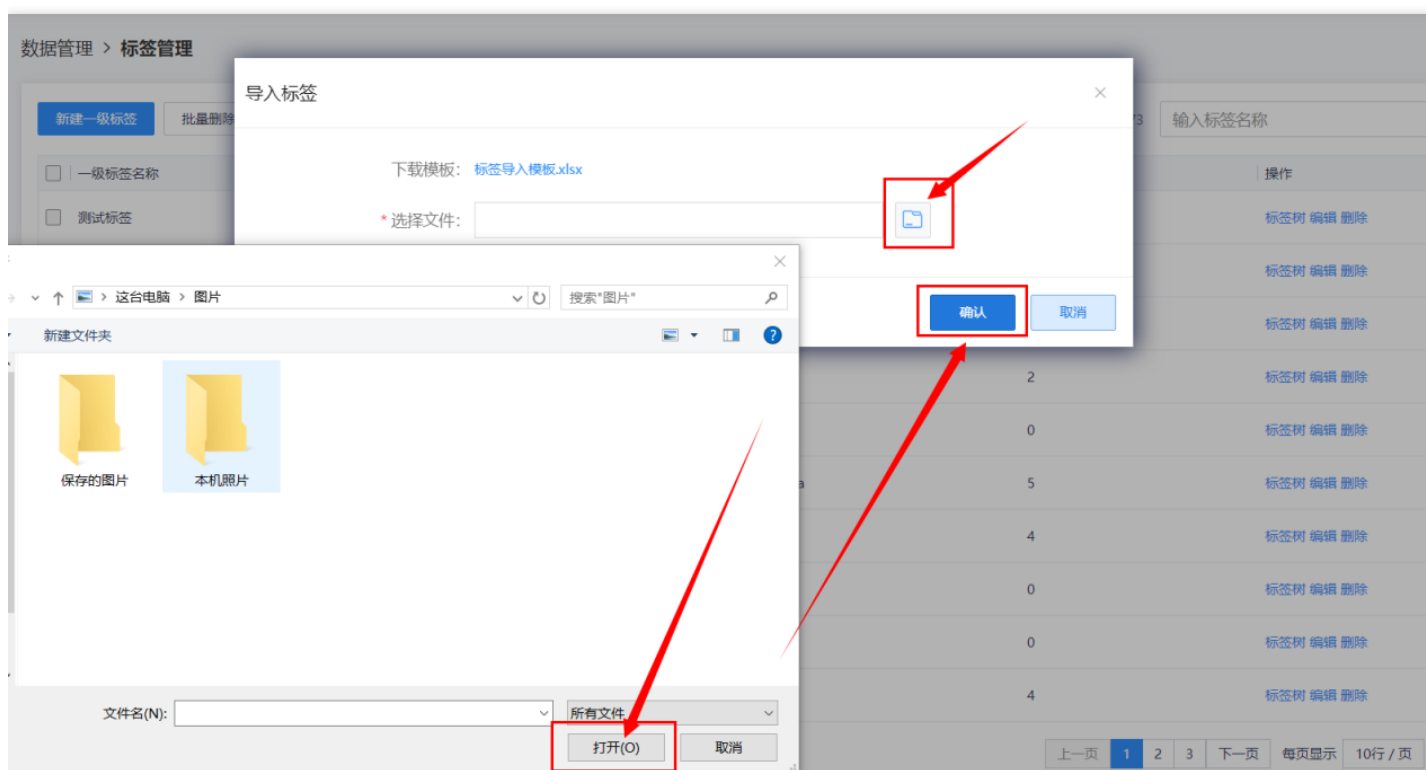 数据管理 > 标签管理
导入标签
新建一级标签 批量删除
/3 输入标签名称
下载模板： 标签导入模板.xlsx
一级标签名称
操作
* 选择文件：
测试标签
标签树 编辑 删除
标签树 编辑 删除
这台电脑 > 图片
搜索"图片"
确认 取消
标签树 编辑 删除
新建文件夹
2 标签树 编辑 删除
0 标签树 编辑 删除
保存的图片 本机照片
a 5 标签树 编辑 删除
4 标签树 编辑 删除
0 标签树 编辑 删除
0 标签树 编辑 删除
4 标签树 编辑 删除
文件名(N): 所有文件
打开(O) 取消
上一页 1 2 3 下一页 每页显示 10行 / 页